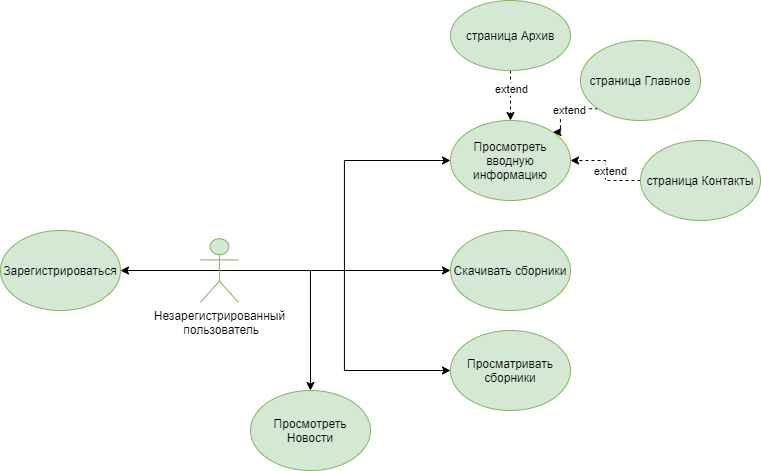 страница Архив
extend
страница Главное
extend
Просмотреть
вводную
информацию
extend
страница Контакты
Зарегистрироваться
Незарегистрированный
пользователь
Скачивать сборники
Просматривать
сборники
Просмотреть
Новости